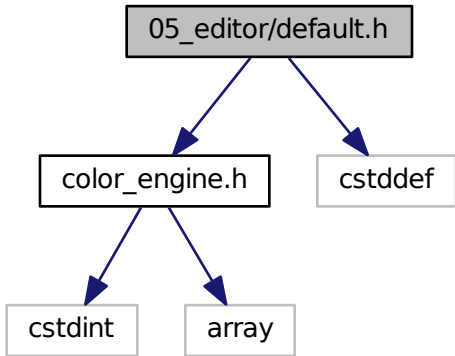 05_editor/default.h
color_engine.h
cstddef
cstdint
array